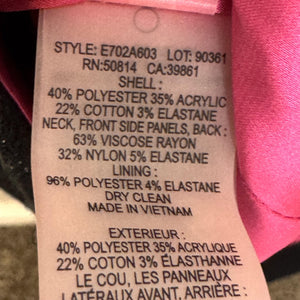 STYLE: E702A603 LOT: 90361
RN:50814 CA:39861
SHELL :
40% POLYESTER 35% ACRYLIC
22% COTTON 3% ELASTANE
NECK, FRONT SIDE PANELS, BACK :
63% VISCOSE RAYON
32% NYLON 5% ELASTANE
LINING :
96% POLYESTER 4% ELASTANE
DRY CLEAN
MADE IN VIETNAM
EXTERIEUR :
40% POLYESTER 35% ACRYLIQUE
22% COTTON 3% ELASTHANNE
LE COU, LES PANNEAUX
LATERAUX AVANT, ARRIÈRE :